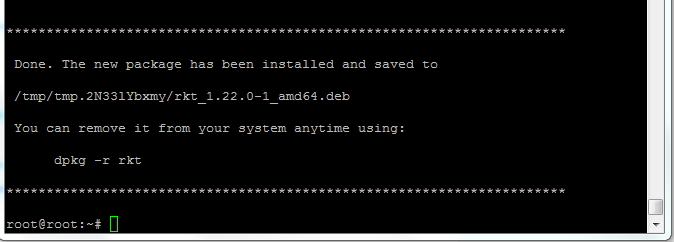 **********************************************************************
Done. The new package has been installed and saved to
/tmp/tmp.2N33lYbxmy/rkt_1.22.0-1_amd64.deb
You can remove it from your system anytime using:
dpkg -r rkt
**********************************************************************
root@root:~#